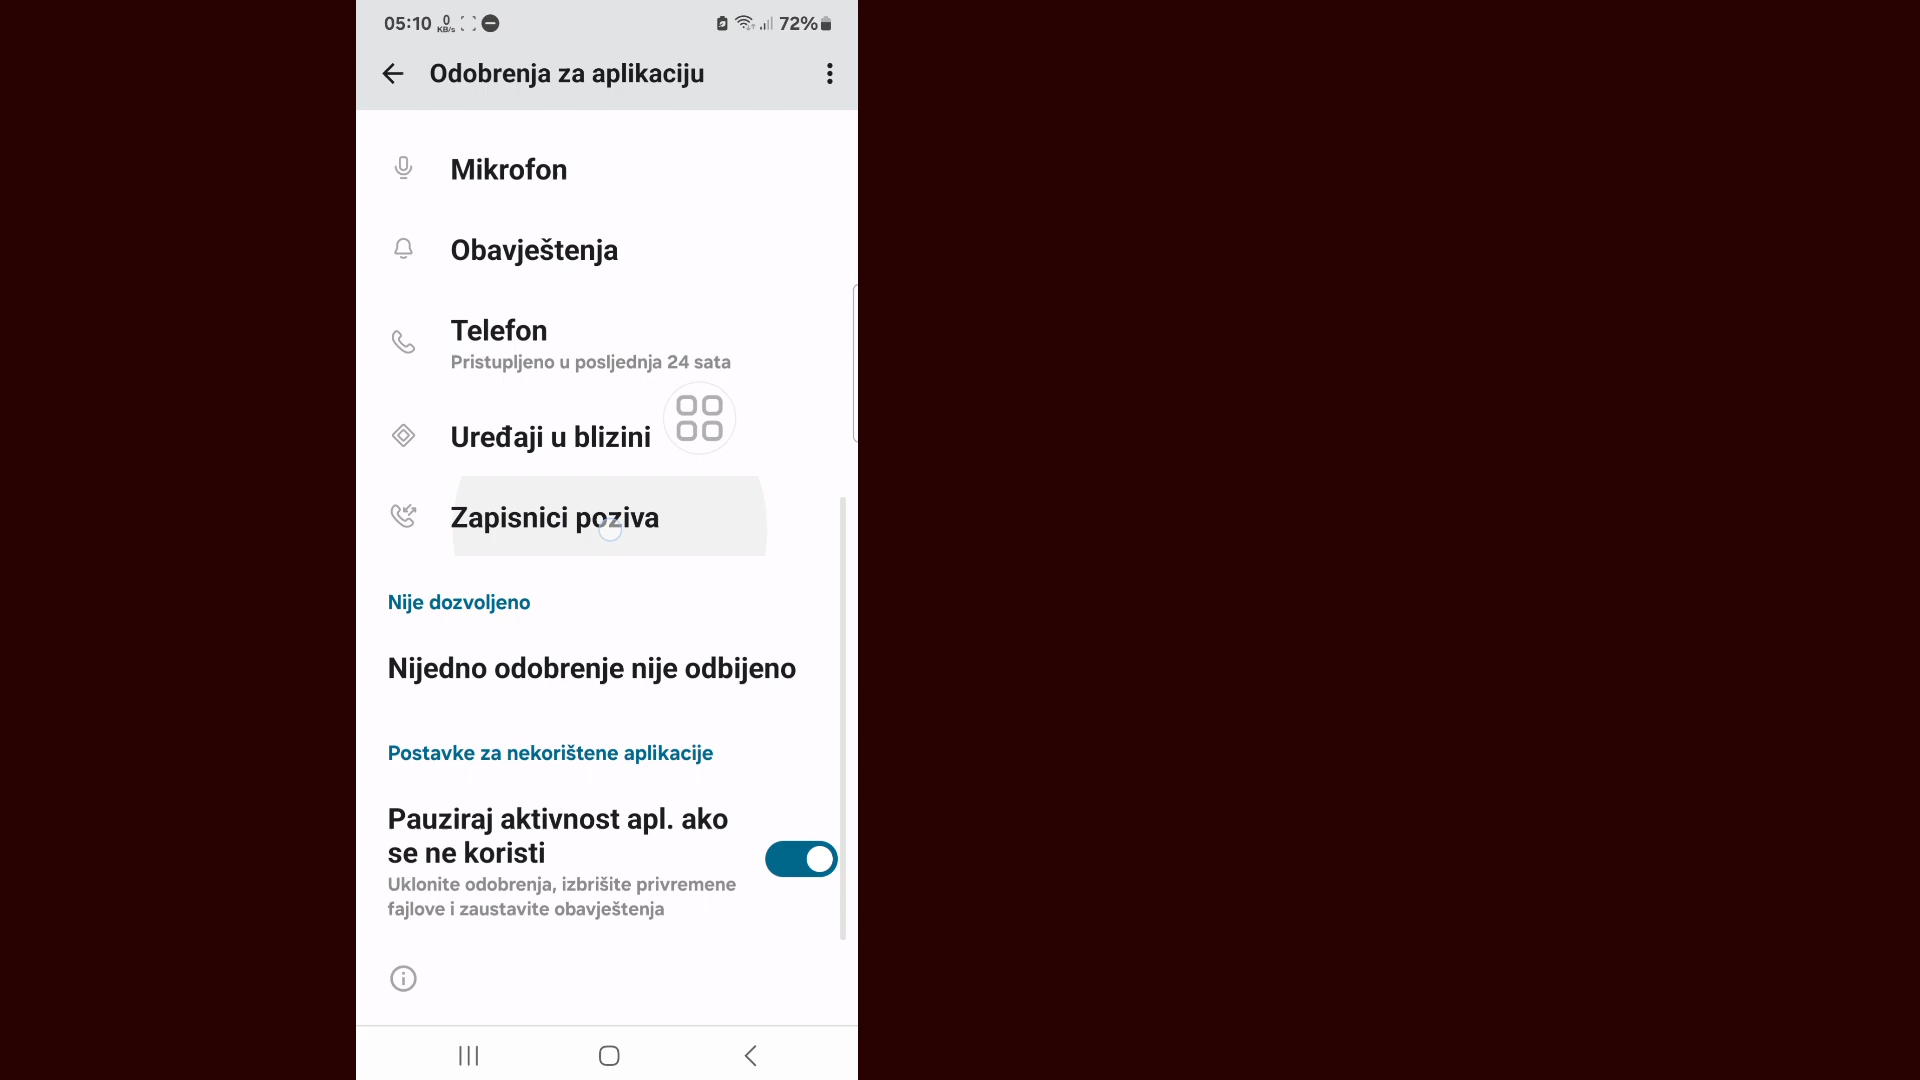 05:10 0 KB/s 72%
Odobrenja za aplikaciju
Mikrofon
Obavještenja
Telefon
Pristupljeno u posljednja 24 sata
Uređaji u blizini
Zapisnici poziva
Nije dozvoljeno
Nijedno odobrenje nije odbijeno
Postavke za nekorištene aplikacije
Pauziraj aktivnost apl. ako
se ne koristi
Uklonite odobrenja, izbrišite privremene
fajlove i zaustavite obavještenja